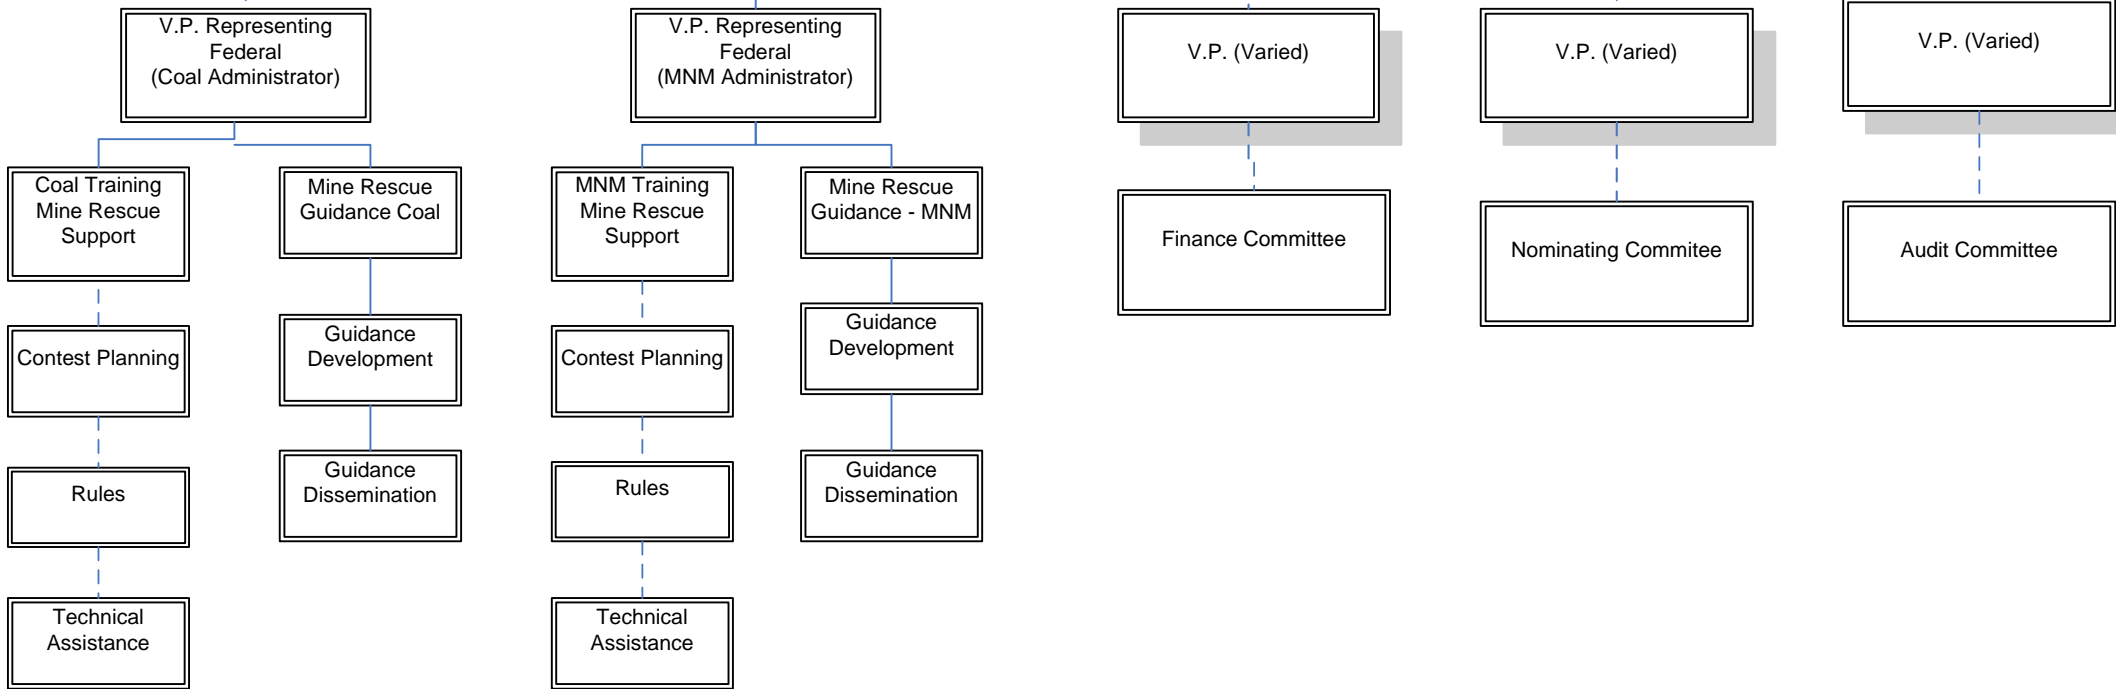 V.P. Representing
Federal
(Coal Administrator)
V.P. Representing
Federal
(MNM Administrator)
V.P. (Varied)
V.P. (Varied)
V.P. (Varied)
Coal Training
Mine Rescue
Support
Mine Rescue
Guidance Coal
MNM Training
Mine Rescue
Support
Mine Rescue
Guidance - MNM
Finance Committee
Nominating Commitee
Audit Committee
Contest Planning
Guidance
Development
Contest Planning
Guidance
Development
Rules
Guidance
Dissemination
Rules
Guidance
Dissemination
Technical
Assistance
Technical
Assistance